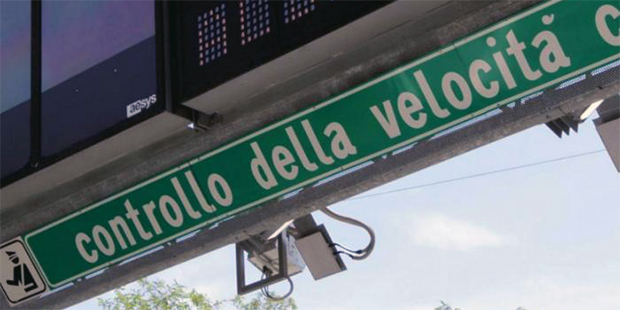 aesys
controllo della velocità c